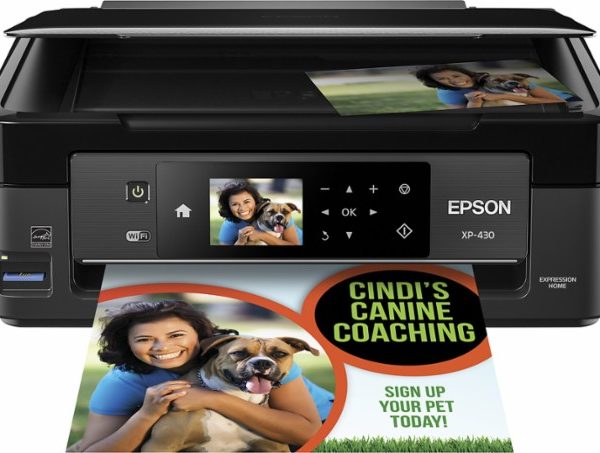 OK
EPSON
XP-430
WiFi
EXPRESSION
HOME
CINDI'S
CANINE
COACHING
SIGN UP
YOUR PET
TODAY!